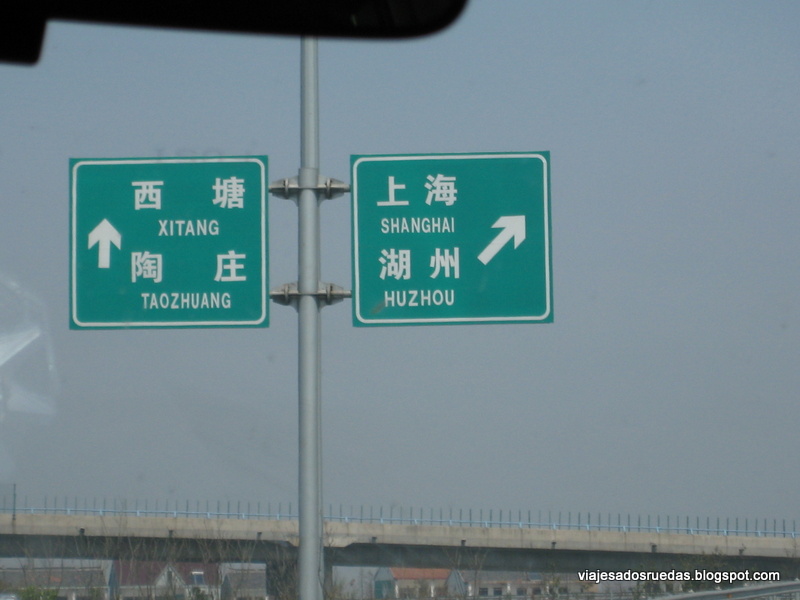 西 塘
XITANG
陶 庄
TAOZHUANG
上 海
SHANGHAI
湖 州
HUZHOU
viajesadosruedas.blogspot.com